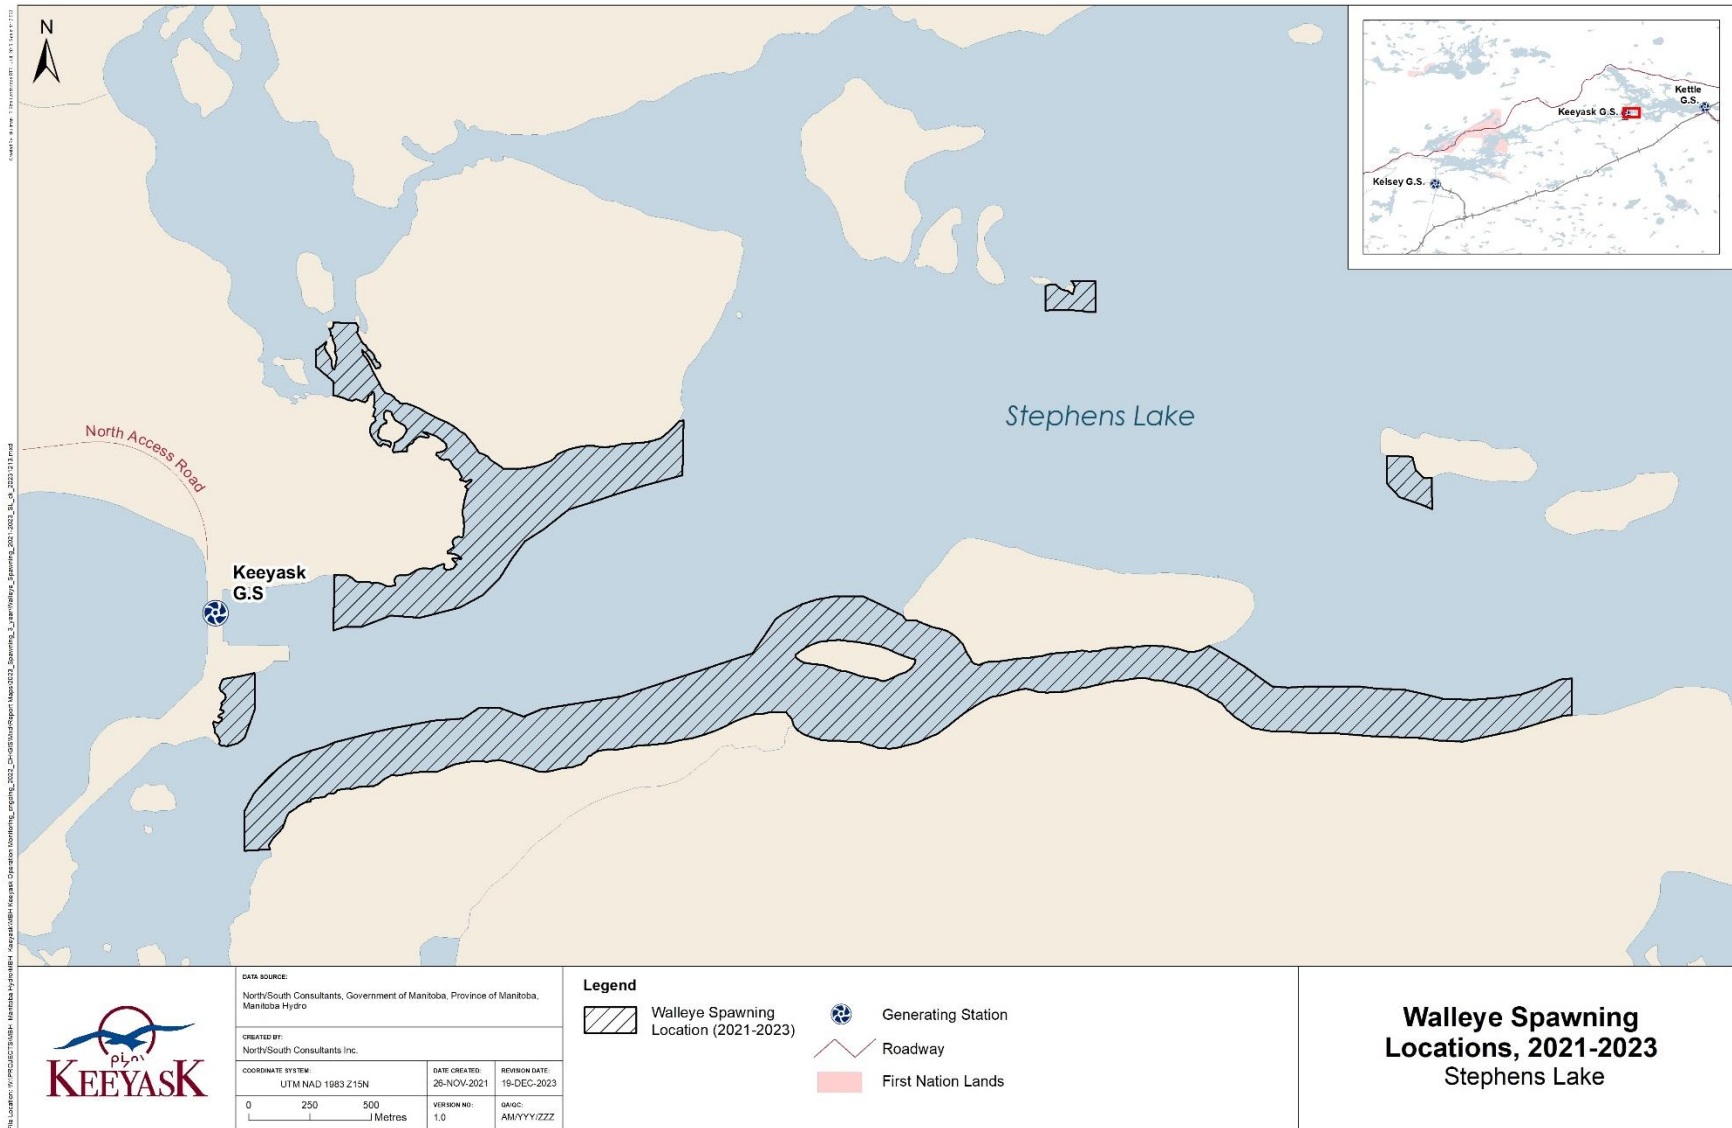 N
Kettle
G.S.
Keeyask G.S.
Kelsey G.S.
Stephens Lake
North Access Road
Keeyask
G.S
KEEYASK
DATA SOURCE:
North/South Consultants, Government of Manitoba, Province of Manitoba,
Manitoba Hydro
CREATED BY:
North/South Consultants Inc.
COORDINATE SYSTEM:
UTM NAD 1983 Z15N
DATE CREATED:
26-NOV-2021
REVISION DATE:
19-DEC-2023
0 250 500
Metres
VERSION NO:
1.0
QA/QC:
AM/YYY/ZZZ
Legend
Walleye Spawning
Location (2021-2023)
Generating Station
Roadway
First Nation Lands
Walleye Spawning
Locations, 2021-2023
Stephens Lake